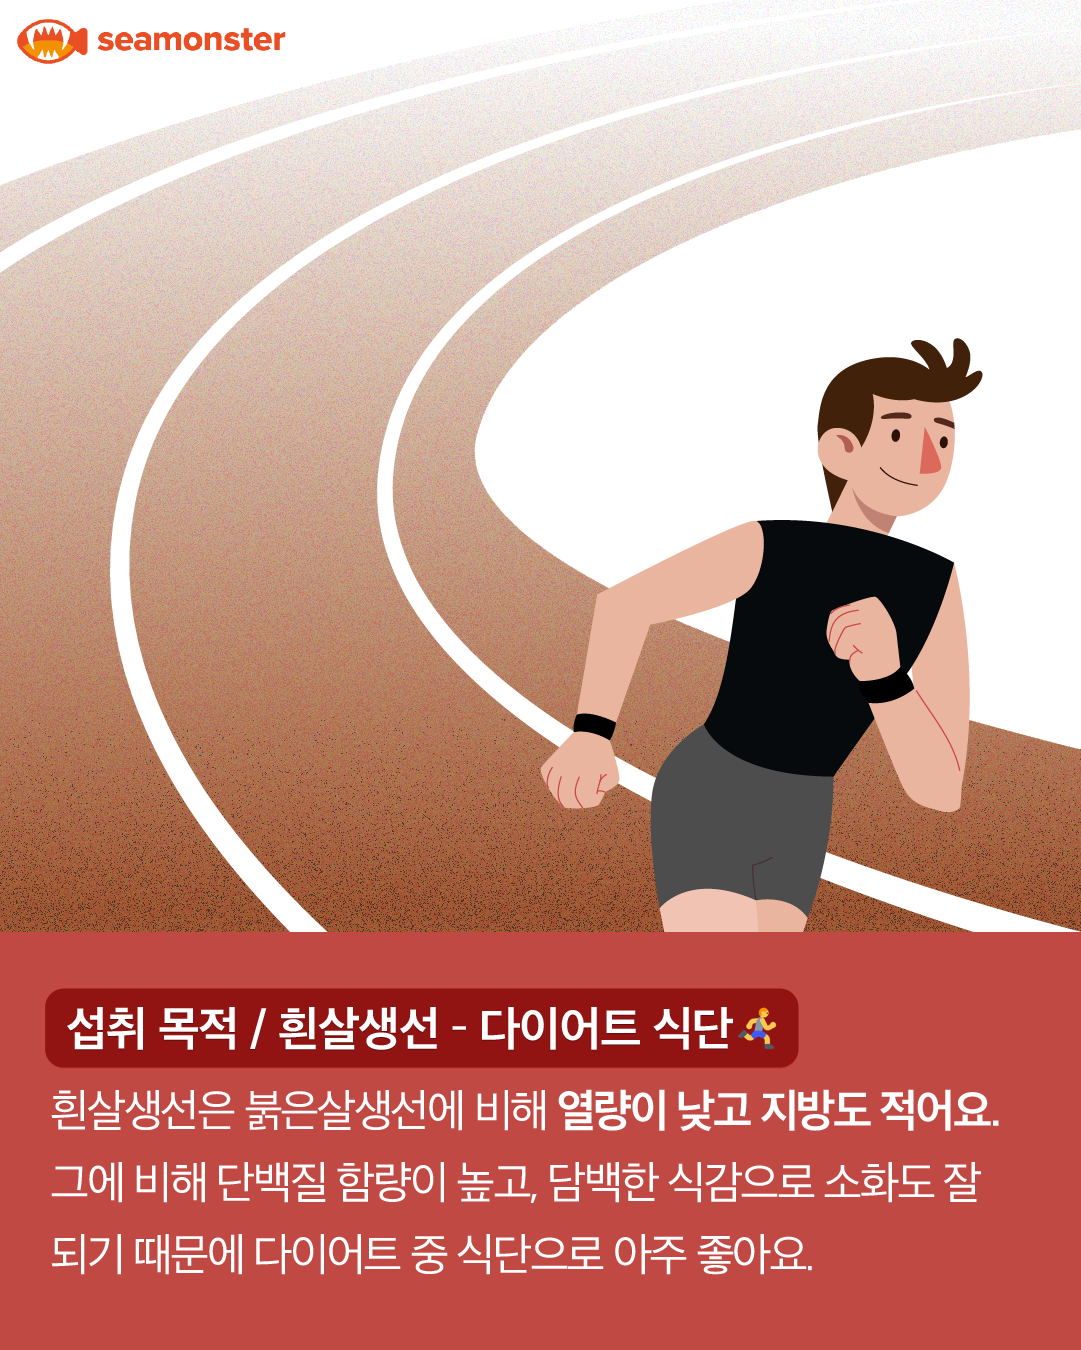 seamonster
섭취 목적 / 흰살생선 - 다이어트 식단🏃
흰살생선은 붉은살생선에 비해 열량이 낮고 지방도 적어요.
그에 비해 단백질 함량이 높고, 담백한 식감으로 소화도 잘
되기 때문에 다이어트 중 식단으로 아주 좋아요.